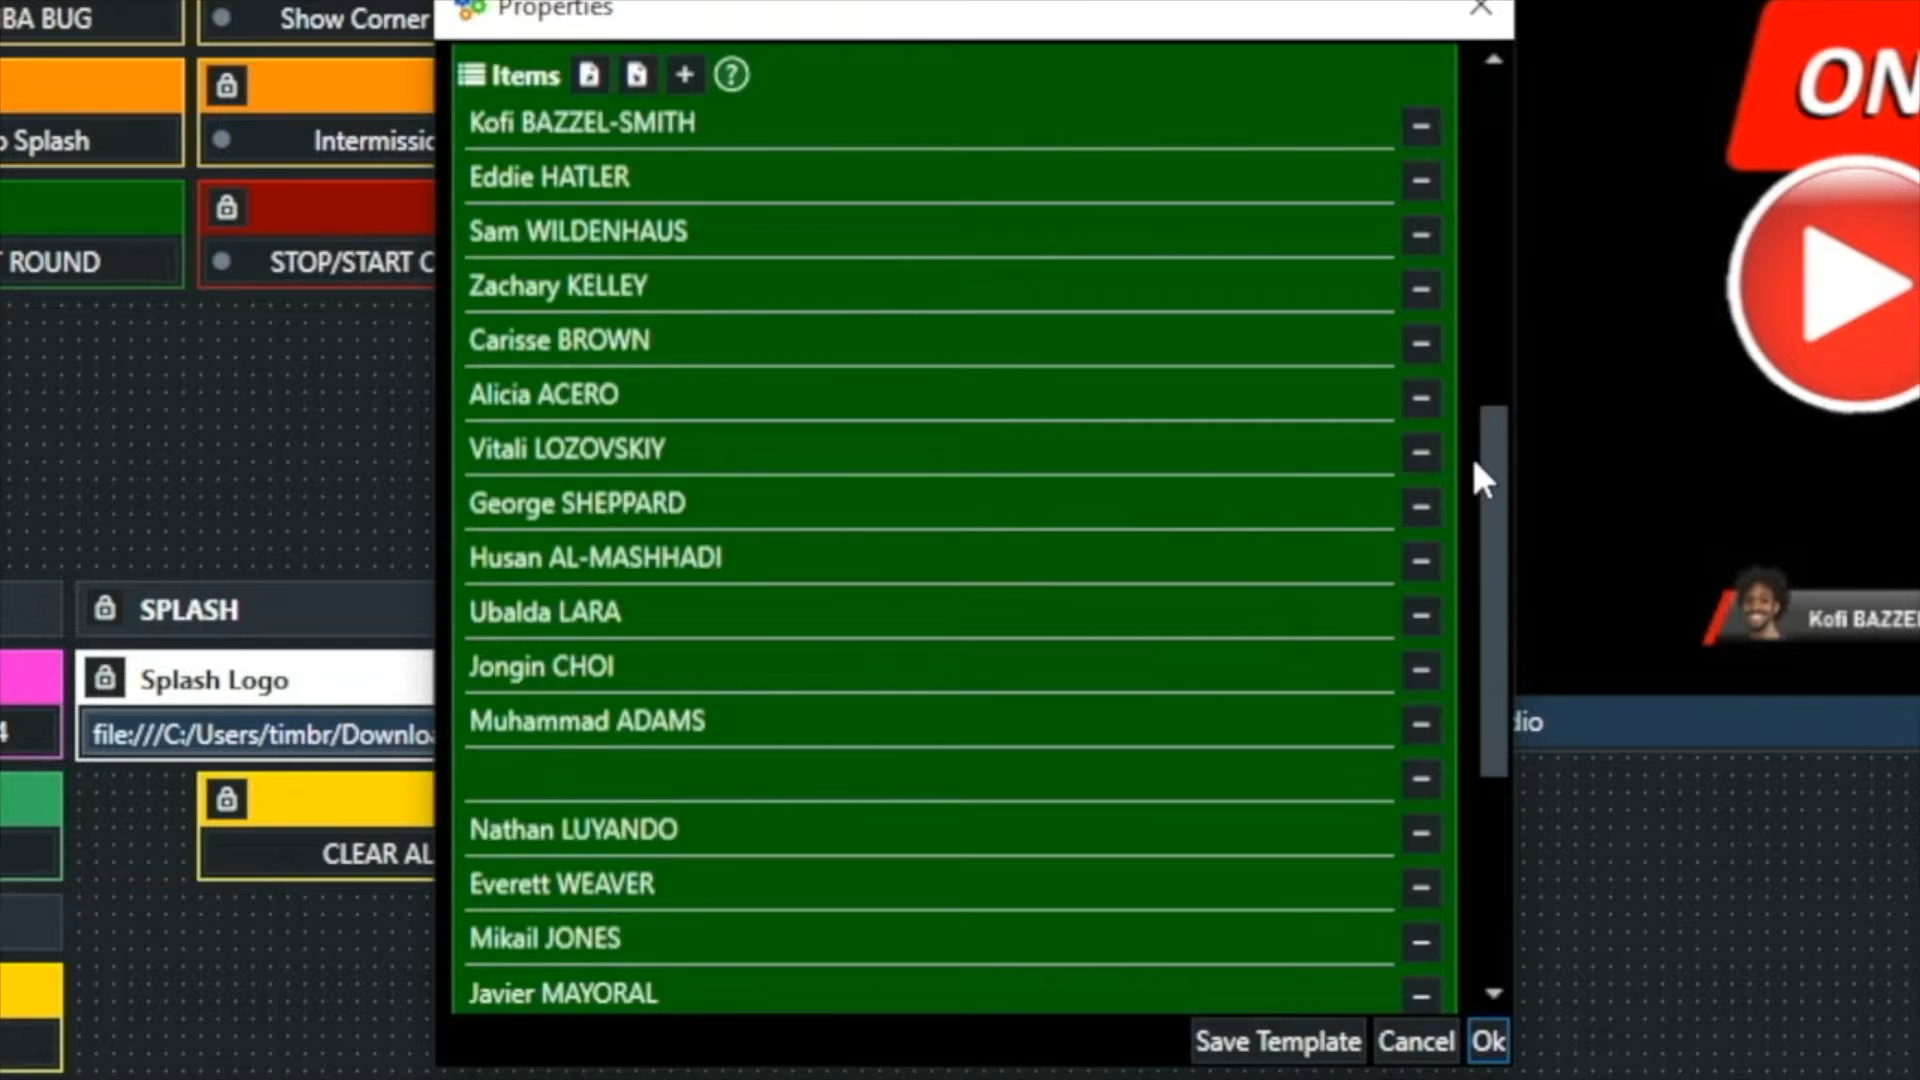 BA BUG
Show Corner
Splash
Intermissic
ROUND
STOP/START C
SPLASH
Splash Logo
4
file:///C:/Users/timbr/Downlo
CLEAR AL
Properties
Items
Kofi BAZZEL-SMITH
Eddie HATLER
Sam WILDENHAUS
Zachary KELLEY
Carisse BROWN
Alicia ACERO
Vitali LOZOVSKIY
George SHEPPARD
Husan AL-MASHHADI
Ubalda LARA
Jongin CHOI
Muhammad ADAMS
Nathan LUYANDO
Everett WEAVER
Mikail JONES
Javier MAYORAL
Save Template
Cancel
Ok
ON
Kofi BAZZEL
dio